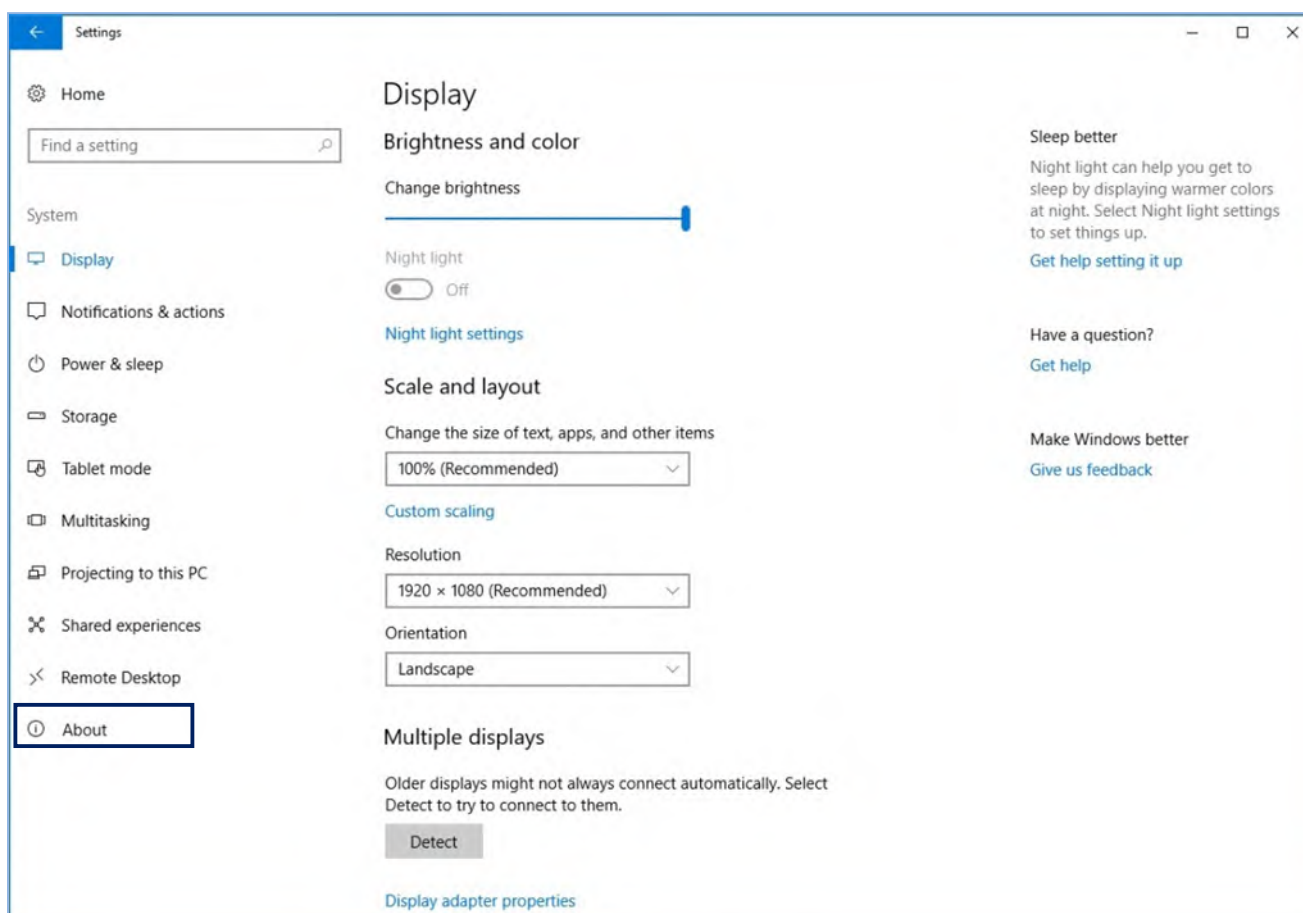 Settings
Home
Find a setting
System
Display
Notifications & actions
Power & sleep
Storage
Tablet mode
Multitasking
Projecting to this PC
Shared experiences
Remote Desktop
About
Display
Brightness and color
Change brightness
Night light
Off
Night light settings
Scale and layout
Change the size of text, apps, and other items
100% (Recommended)
Custom scaling
Resolution
1920 × 1080 (Recommended)
Orientation
Landscape
Multiple displays
Older displays might not always connect automatically. Select
Detect to try to connect to them.
Detect
Display adapter properties
Sleep better
Night light can help you get to
sleep by displaying warmer colors
at night. Select Night light settings
to set things up.
Get help setting it up
Have a question?
Get help
Make Windows better
Give us feedback